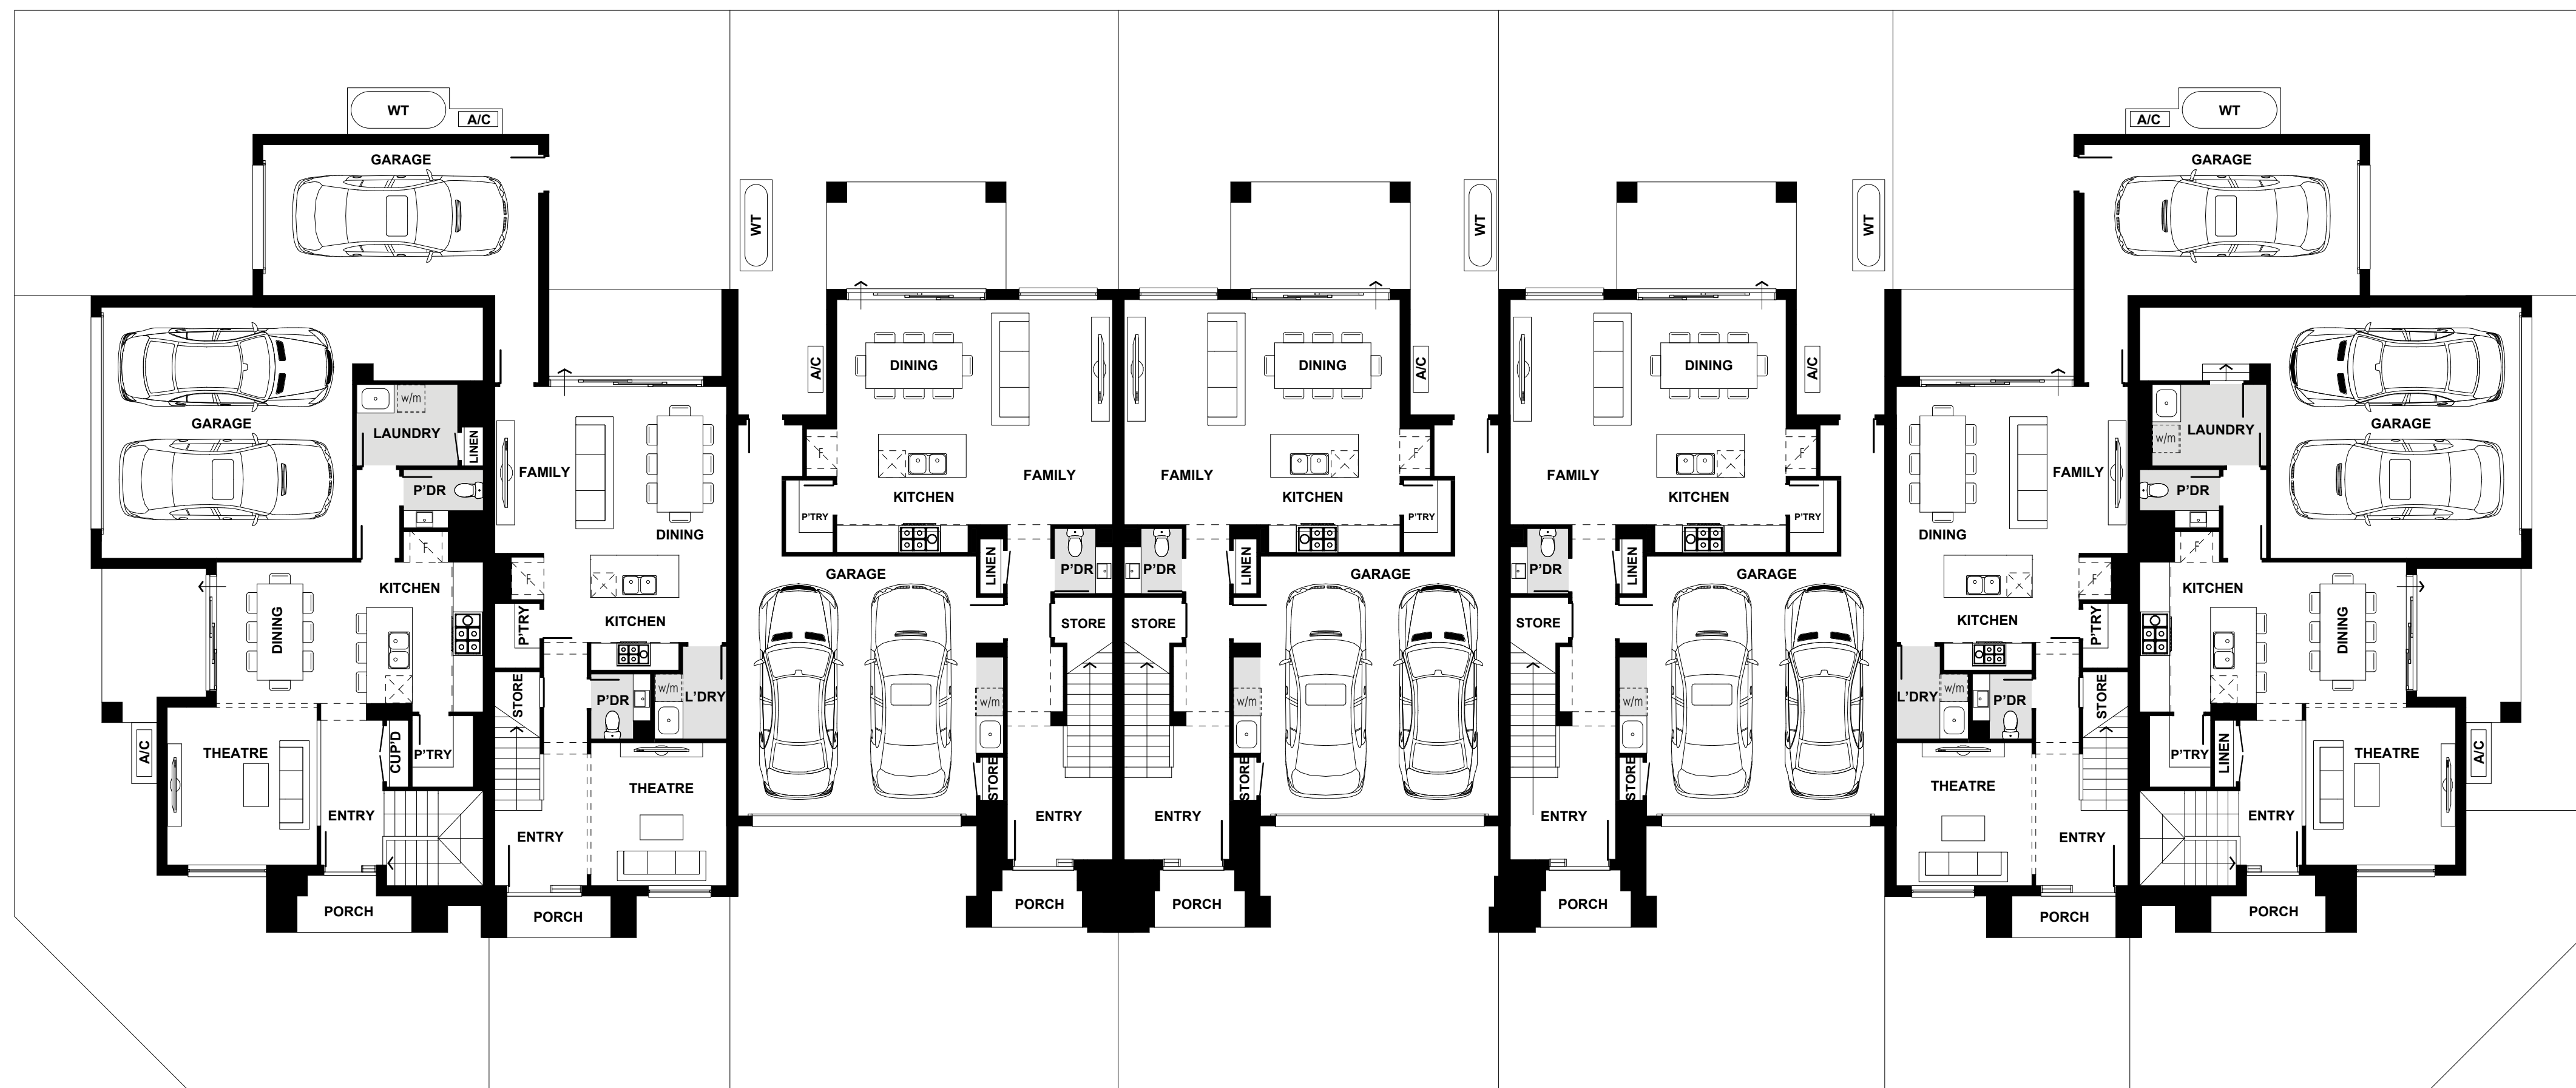 WT
A/C
GARAGE
GARAGE
w/m
LAUNDRY
LINEN
P'DR
F
KITCHEN
DINING
THEATRE
A/C
CUP'D
P'TRY
ENTRY
PORCH
FAMILY
DINING
F
KITCHEN
P'TRY
STORE
P'DR
w/m
L'DRY
THEATRE
ENTRY
PORCH
WT
A/C
DINING
F
FAMILY
KITCHEN
P'TRY
LINEN
P'DR
GARAGE
STORE
w/m
STORE
ENTRY
PORCH
WT
A/C
DINING
F
FAMILY
KITCHEN
P'TRY
P'DR
LINEN
GARAGE
STORE
w/m
STORE
ENTRY
PORCH
WT
A/C
DINING
F
FAMILY
KITCHEN
P'TRY
P'DR
LINEN
GARAGE
STORE
w/m
STORE
ENTRY
PORCH
A/C
WT
GARAGE
FAMILY
DINING
F
KITCHEN
P'TRY
L'DRY
w/m
P'DR
STORE
THEATRE
ENTRY
PORCH
GARAGE
LAUNDRY
w/m
P'DR
F
KITCHEN
DINING
P'TRY
LINEN
THEATRE
A/C
ENTRY
PORCH